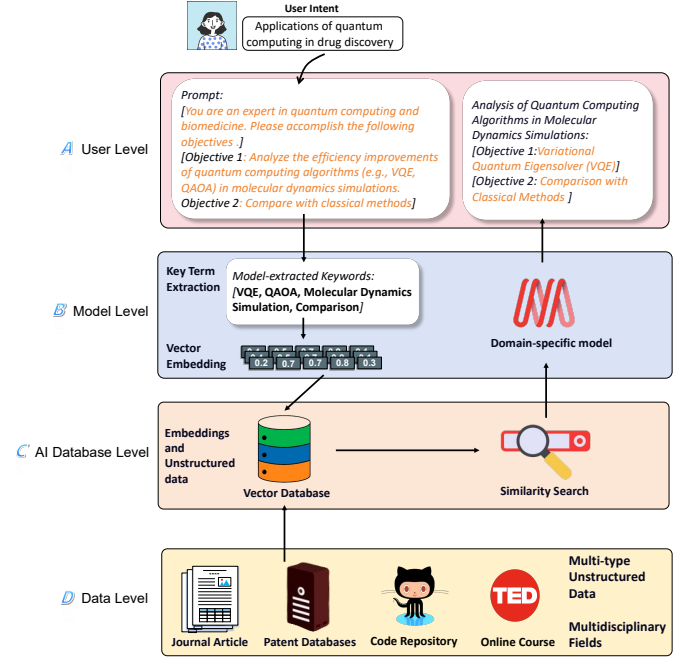 User Intent
Applications of quantum
computing in drug discovery
A User Level
Prompt:
[You are an expert in quantum computing and
biomedicine. Please accomplish the following
objectives .]
[Objective 1: Analyze the efficiency improvements
of quantum computing algorithms (e.g., VQE,
QAOA) in molecular dynamics simulations.
Objective 2: Compare with classical methods]
Analysis of Quantum Computing
Algorithms in Molecular
Dynamics Simulations:
[Objective 1:Variational
Quantum Eigensolver (VQE)]
[Objective 2: Comparison with
Classical Methods ]
B Model Level
Key Term
Extraction
Model-extracted Keywords:
[VQE, QAOA, Molecular Dynamics
Simulation, Comparison]
Vector
Embedding
0.2 0.7 0.7 0.8 0.3
Domain-specific model
C AI Database Level
Embeddings
and
Unstructured
data
Vector Database
Similarity Search
D Data Level
Journal Article
Patent Databases
Code Repository
TED
Online Course
Multi-type
Unstructured
Data
Multidisciplinary
Fields